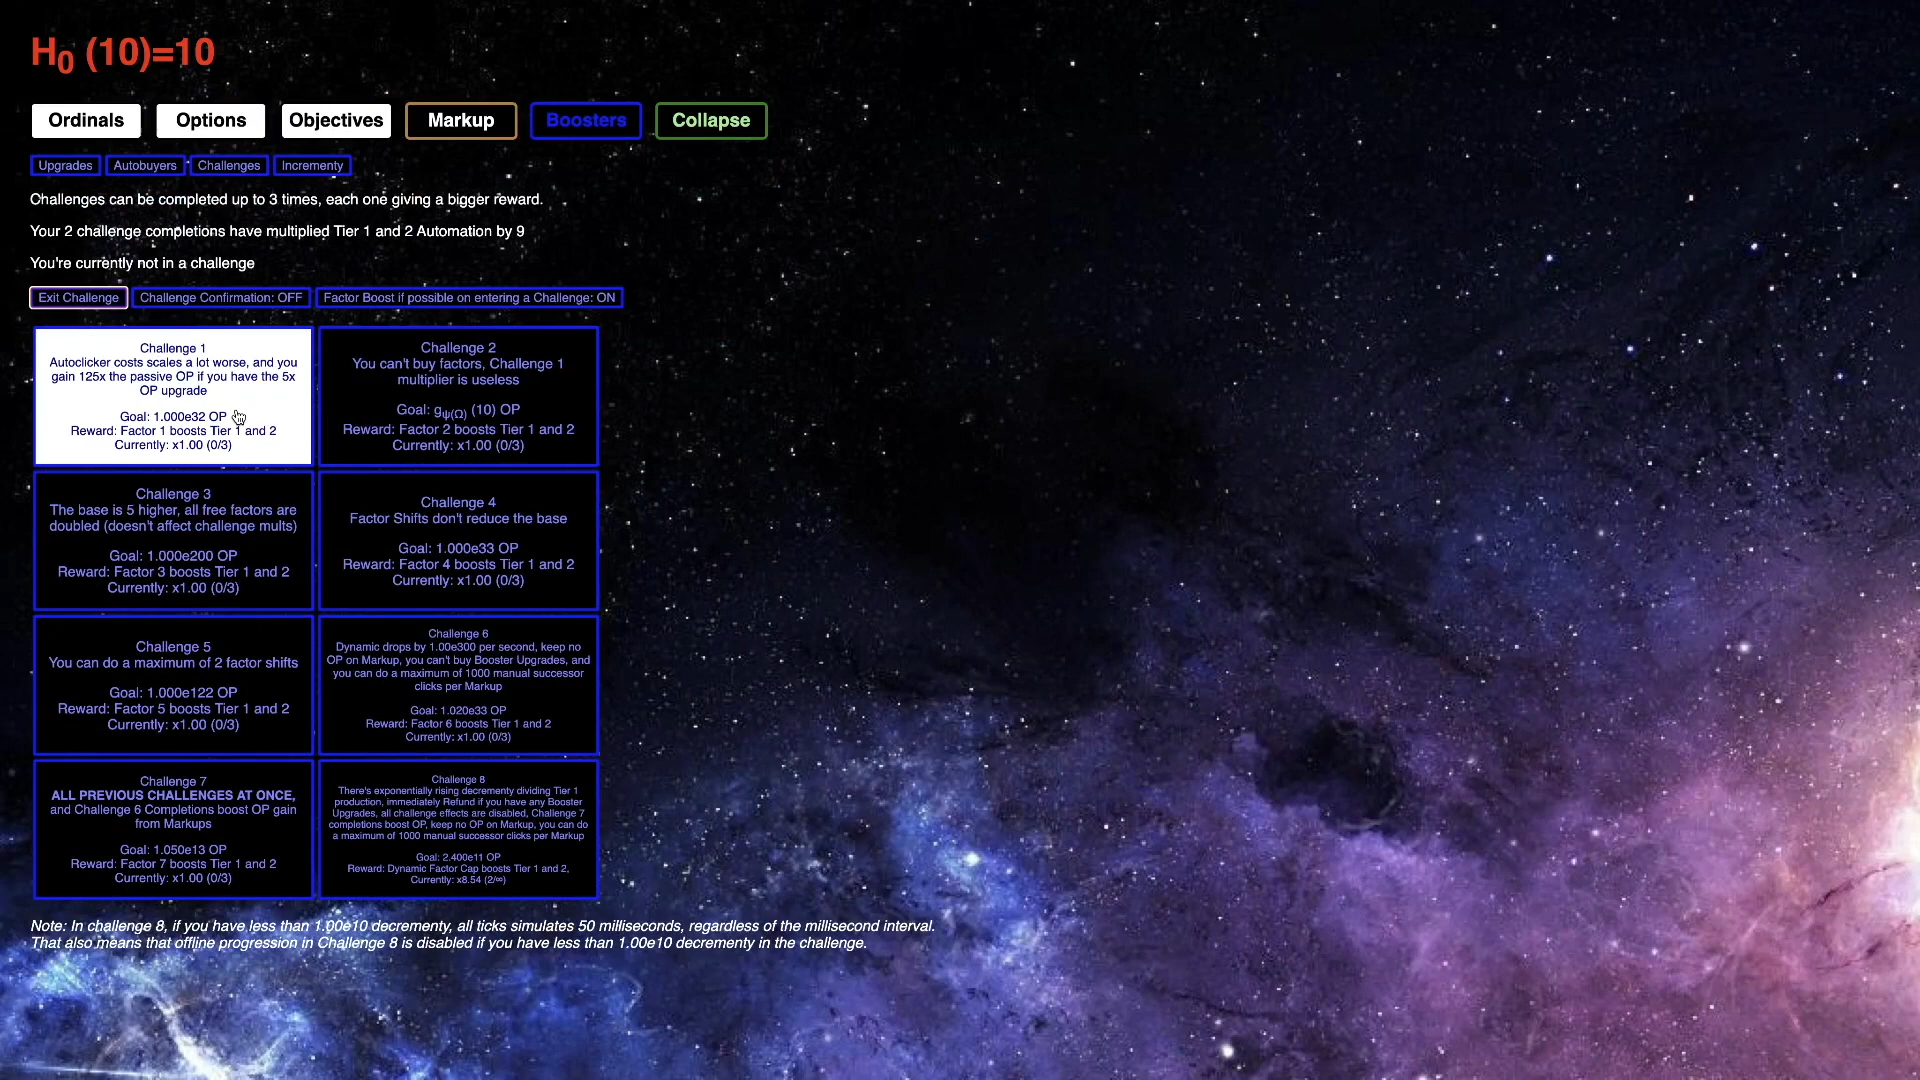 H₀ (10)=10
Ordinals Options Objectives Markup Boosters Collapse
Upgrades Autobuyers Challenges Incrementy
Challenges can be completed up to 3 times, each one giving a bigger reward.
Your 2 challenge completions have multiplied Tier 1 and 2 Automation by 9
You're currently not in a challenge
Exit Challenge Challenge Confirmation: OFF Factor Boost if possible on entering a Challenge: ON
Challenge 1
Autoclicker costs scales a lot worse, and you
gain 125x the passive OP if you have the 5x
OP upgrade
Goal: 1.000e32 OP
Reward: Factor 1 boosts Tier 1 and 2
Currently: x1.00 (0/3)
Challenge 2
You can't buy factors, Challenge 1
multiplier is useless
Goal: gψ(Ω) (10) OP
Reward: Factor 2 boosts Tier 1 and 2
Currently: x1.00 (0/3)
Challenge 3
The base is 5 higher, all free factors are
doubled (doesn't affect challenge mults)
Goal: 1.000e200 OP
Reward: Factor 3 boosts Tier 1 and 2
Currently: x1.00 (0/3)
Challenge 4
Factor Shifts don't reduce the base
Goal: 1.000e33 OP
Reward: Factor 4 boosts Tier 1 and 2
Currently: x1.00 (0/3)
Challenge 5
You can do a maximum of 2 factor shifts
Goal: 1.000e122 OP
Reward: Factor 5 boosts Tier 1 and 2
Currently: x1.00 (0/3)
Challenge 6
Dynamic drops by 1.00e300 per second, keep no
OP on Markup, you can't buy Booster Upgrades, and
you can do a maximum of 1000 manual successor
clicks per Markup
Goal: 1.020e33 OP
Reward: Factor 6 boosts Tier 1 and 2
Currently: x1.00 (0/3)
Challenge 7
ALL PREVIOUS CHALLENGES AT ONCE,
and Challenge 6 Completions boost OP gain
from Markups
Goal: 1.050e13 OP
Reward: Factor 7 boosts Tier 1 and 2
Currently: x1.00 (0/3)
Challenge 8
There's exponentially rising decrementy dividing Tier 1
production, immediately Refund if you have any Booster
Upgrades, all challenge effects are disabled, Challenge 7
completions boost OP, keep no OP on Markup, you can do
a maximum of 1000 manual successor clicks per Markup
Goal: 2.400e11 OP
Reward: Dynamic Factor Cap boosts Tier 1 and 2,
Currently: x8.54 (2/∞)
Note: In challenge 8, if you have less than 1.00e10 decrementy, all ticks simulates 50 milliseconds, regardless of the millisecond interval.
That also means that offline progression in Challenge 8 is disabled if you have less than 1.00e10 decrementy in the challenge.